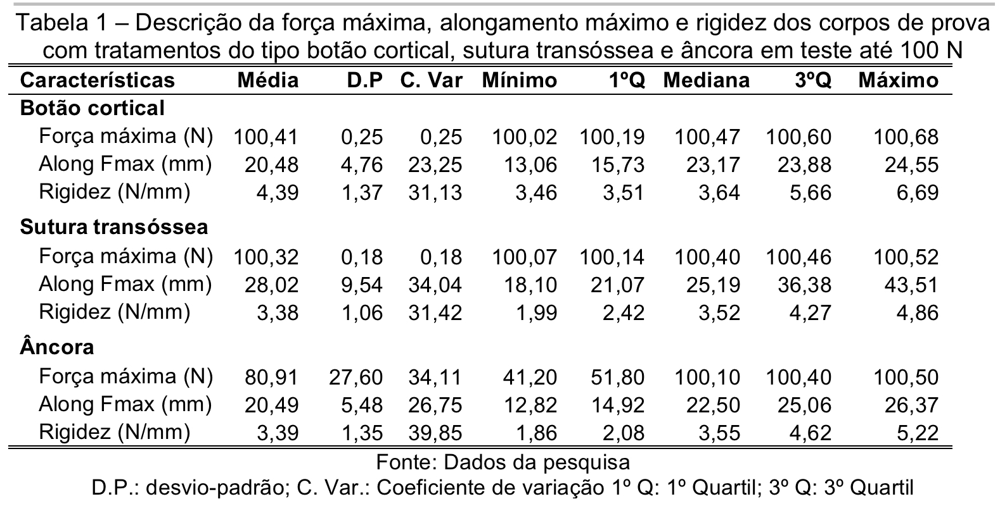 Tabela 1 – Descrição da força máxima, alongamento máximo e rigidez dos corpos de prova
com tratamentos do tipo botão cortical, sutura transóssea e âncora em teste até 100 N
Características Média D.P C. Var Mínimo 1ºQ Mediana 3ºQ Máximo
Botão cortical
Força máxima (N) 100,41 0,25 0,25 100,02 100,19 100,47 100,60 100,68
Along Fmax (mm) 20,48 4,76 23,25 13,06 15,73 23,17 23,88 24,55
Rigidez (N/mm) 4,39 1,37 31,13 3,46 3,51 3,64 5,66 6,69
Sutura transóssea
Força máxima (N) 100,32 0,18 0,18 100,07 100,14 100,40 100,46 100,52
Along Fmax (mm) 28,02 9,54 34,04 18,10 21,07 25,19 36,38 43,51
Rigidez (N/mm) 3,38 1,06 31,42 1,99 2,42 3,52 4,27 4,86
Âncora
Força máxima (N) 80,91 27,60 34,11 41,20 51,80 100,10 100,40 100,50
Along Fmax (mm) 20,49 5,48 26,75 12,82 14,92 22,50 25,06 26,37
Rigidez (N/mm) 3,39 1,35 39,85 1,86 2,08 3,55 4,62 5,22
Fonte: Dados da pesquisa
D.P.: desvio-padrão; C. Var.: Coeficiente de variação 1º Q: 1º Quartil; 3º Q: 3º Quartil